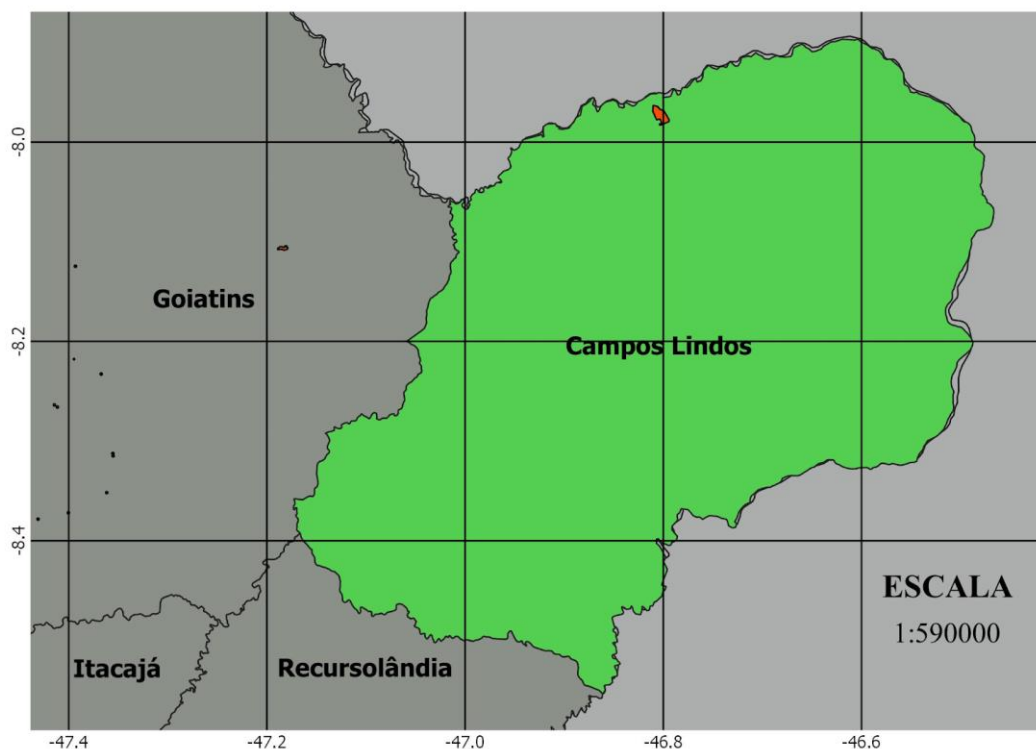 -8.0
Goiatins
-8.2
Campos Lindos
-8.4
ESCALA
1:590000
Itacajá
Recursolândia
-47.4
-47.2
-47.0
-46.8
-46.6